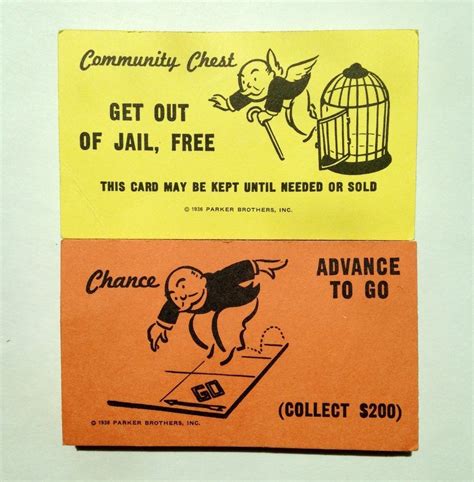 Community Chest
GET OUT
OF JAIL, FREE
THIS CARD MAY BE KEPT UNTIL NEEDED OR SOLD
© 1936 PARKER BROTHERS, INC.
Chance
ADVANCE
TO GO
GO
(COLLECT $200)
© 1936 PARKER BROTHERS, INC.